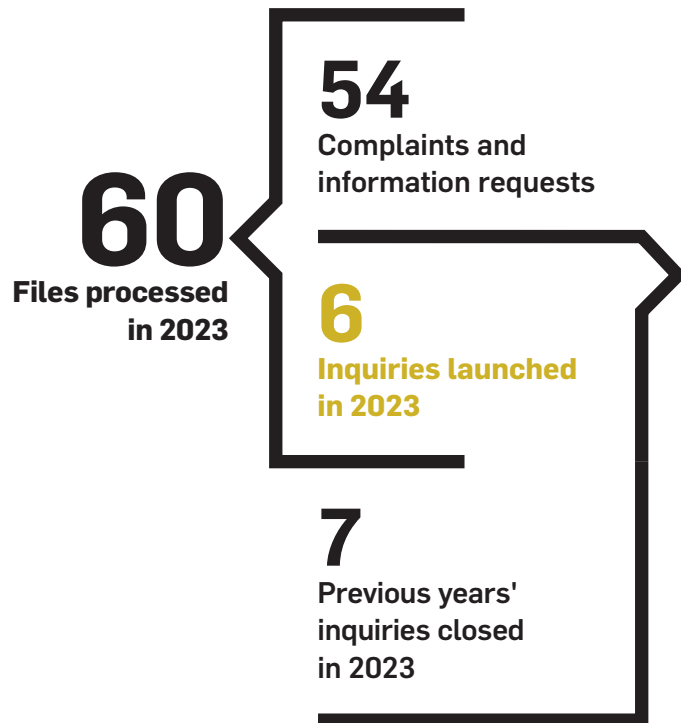 60
Files processed
in 2023
54
Complaints and
information requests
6
Inquiries launched
in 2023
7
Previous years'
inquiries closed
in 2023